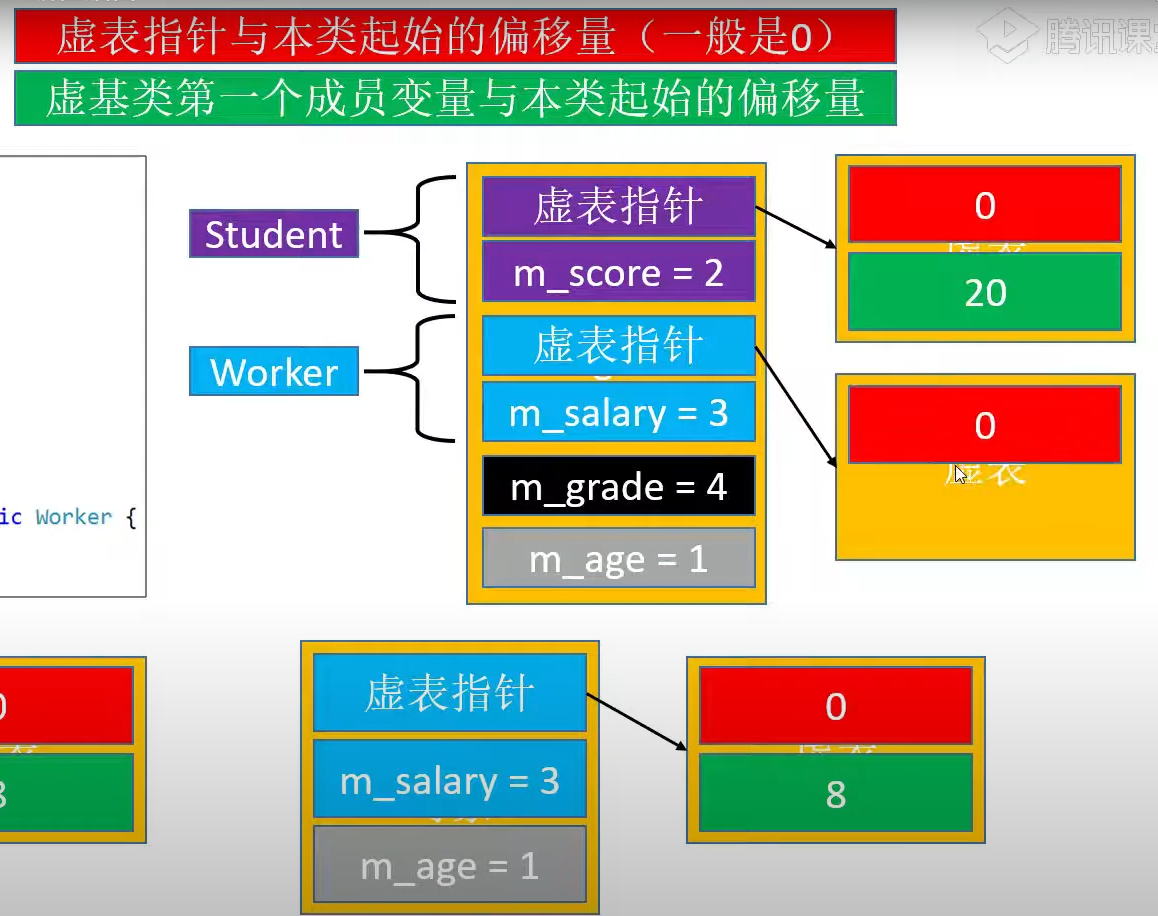 虚表指针与本类起始的偏移量（一般是0）
腾讯课
虚基类第一个成员变量与本类起始的偏移量
Student
虚表指针
m_score = 2
0
20
Worker
虚表指针
m_salary = 3
0
虚表
m_grade = 4
m_age = 1
ic Worker {
0
8
虚表指针
m_salary = 3
m_age = 1
0
8